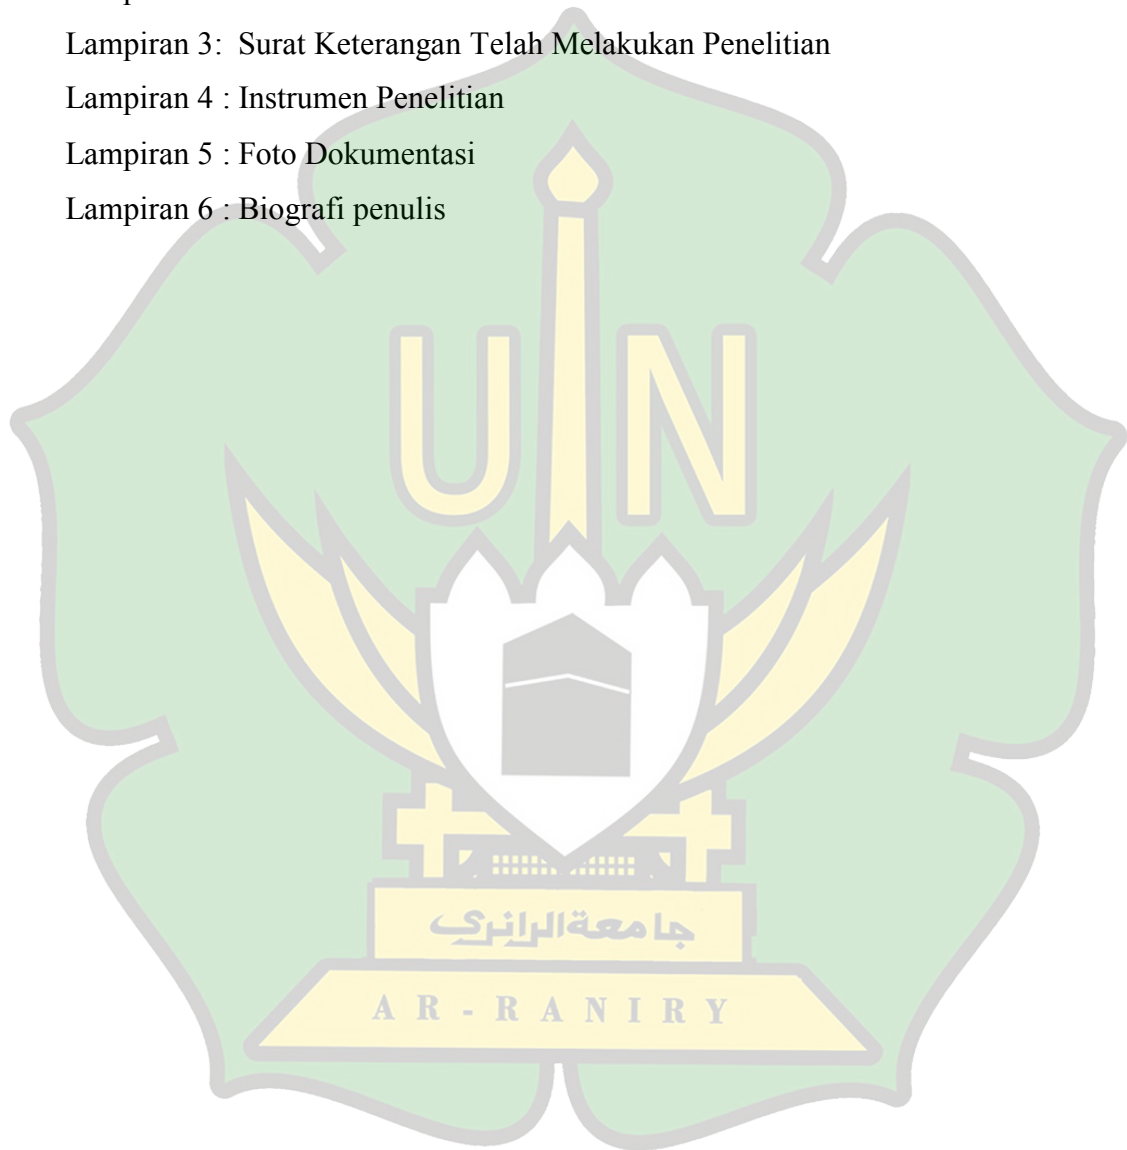 Lampiran 3: Surat Keterangan Telah Melakukan Penelitian
Lampiran 4 : Instrumen Penelitian
Lampiran 5 : Foto Dokumentasi
Lampiran 6 : Biografi penulis
UIN
جامعة الرانري
AR-RANIRY